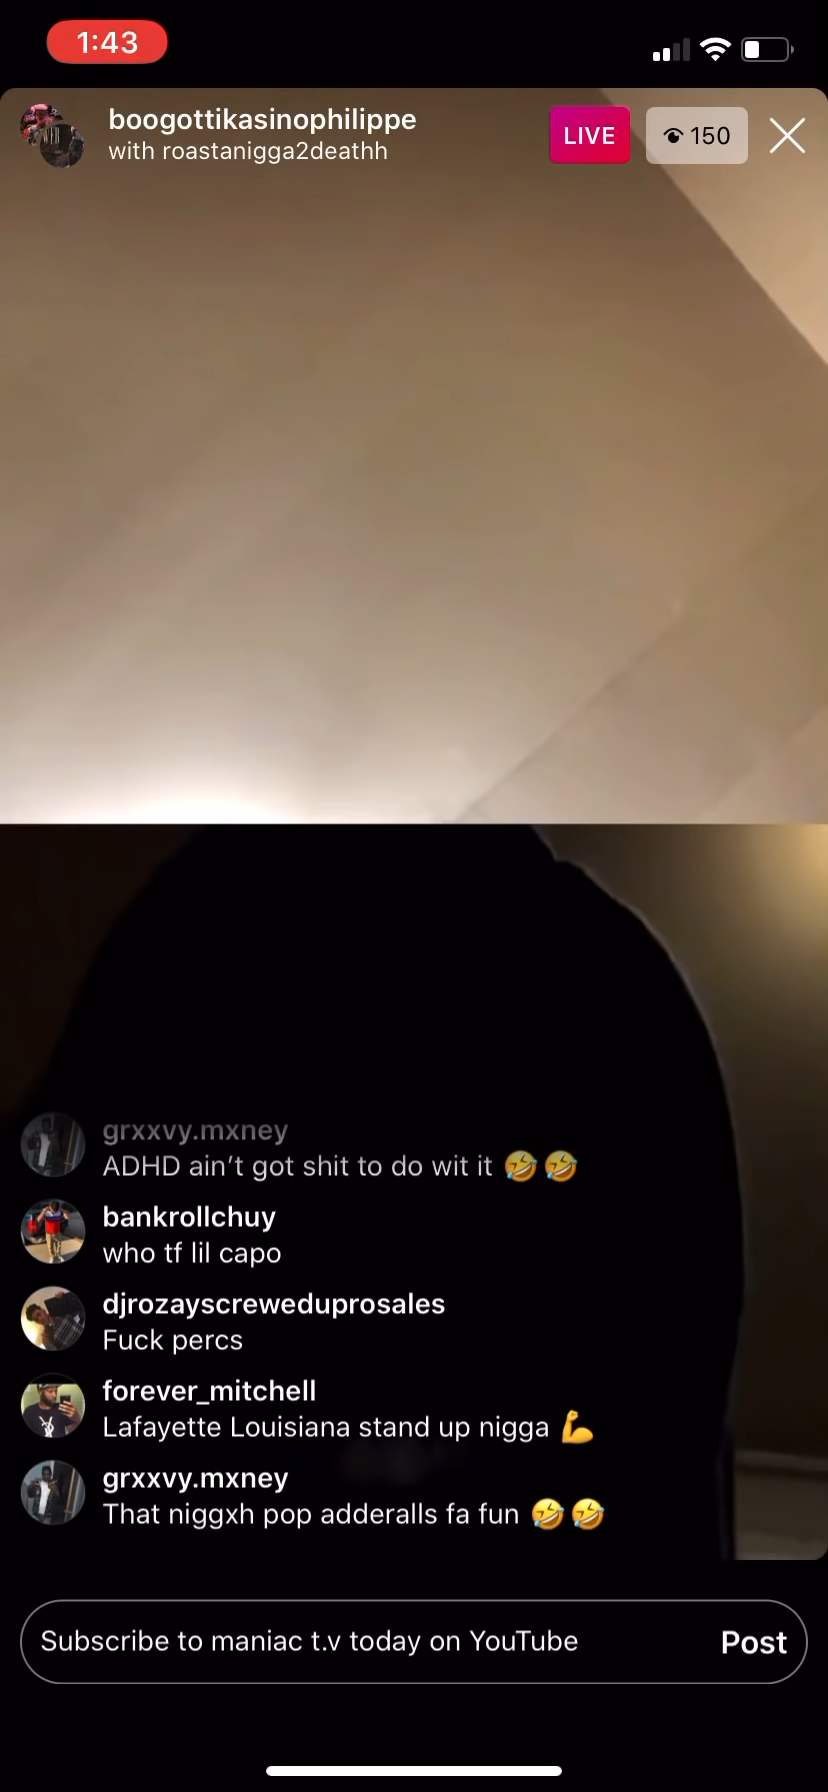 1:43
boogottikasinophilippe
LIVE
150
with roastanigga2deathh
grxxvy.mxney
ADHD ain't got shit to do wit it 🤣🤣
bankrollchuy
who tf lil capo
djrozayscreweduprosales
Fuck percs
forever_mitchell
Lafayette Louisiana stand up nigga 💪
grxxvy.mxney
That niggxh pop adderalls fa fun 🤣🤣
Subscribe to maniac t.v today on YouTube
Post